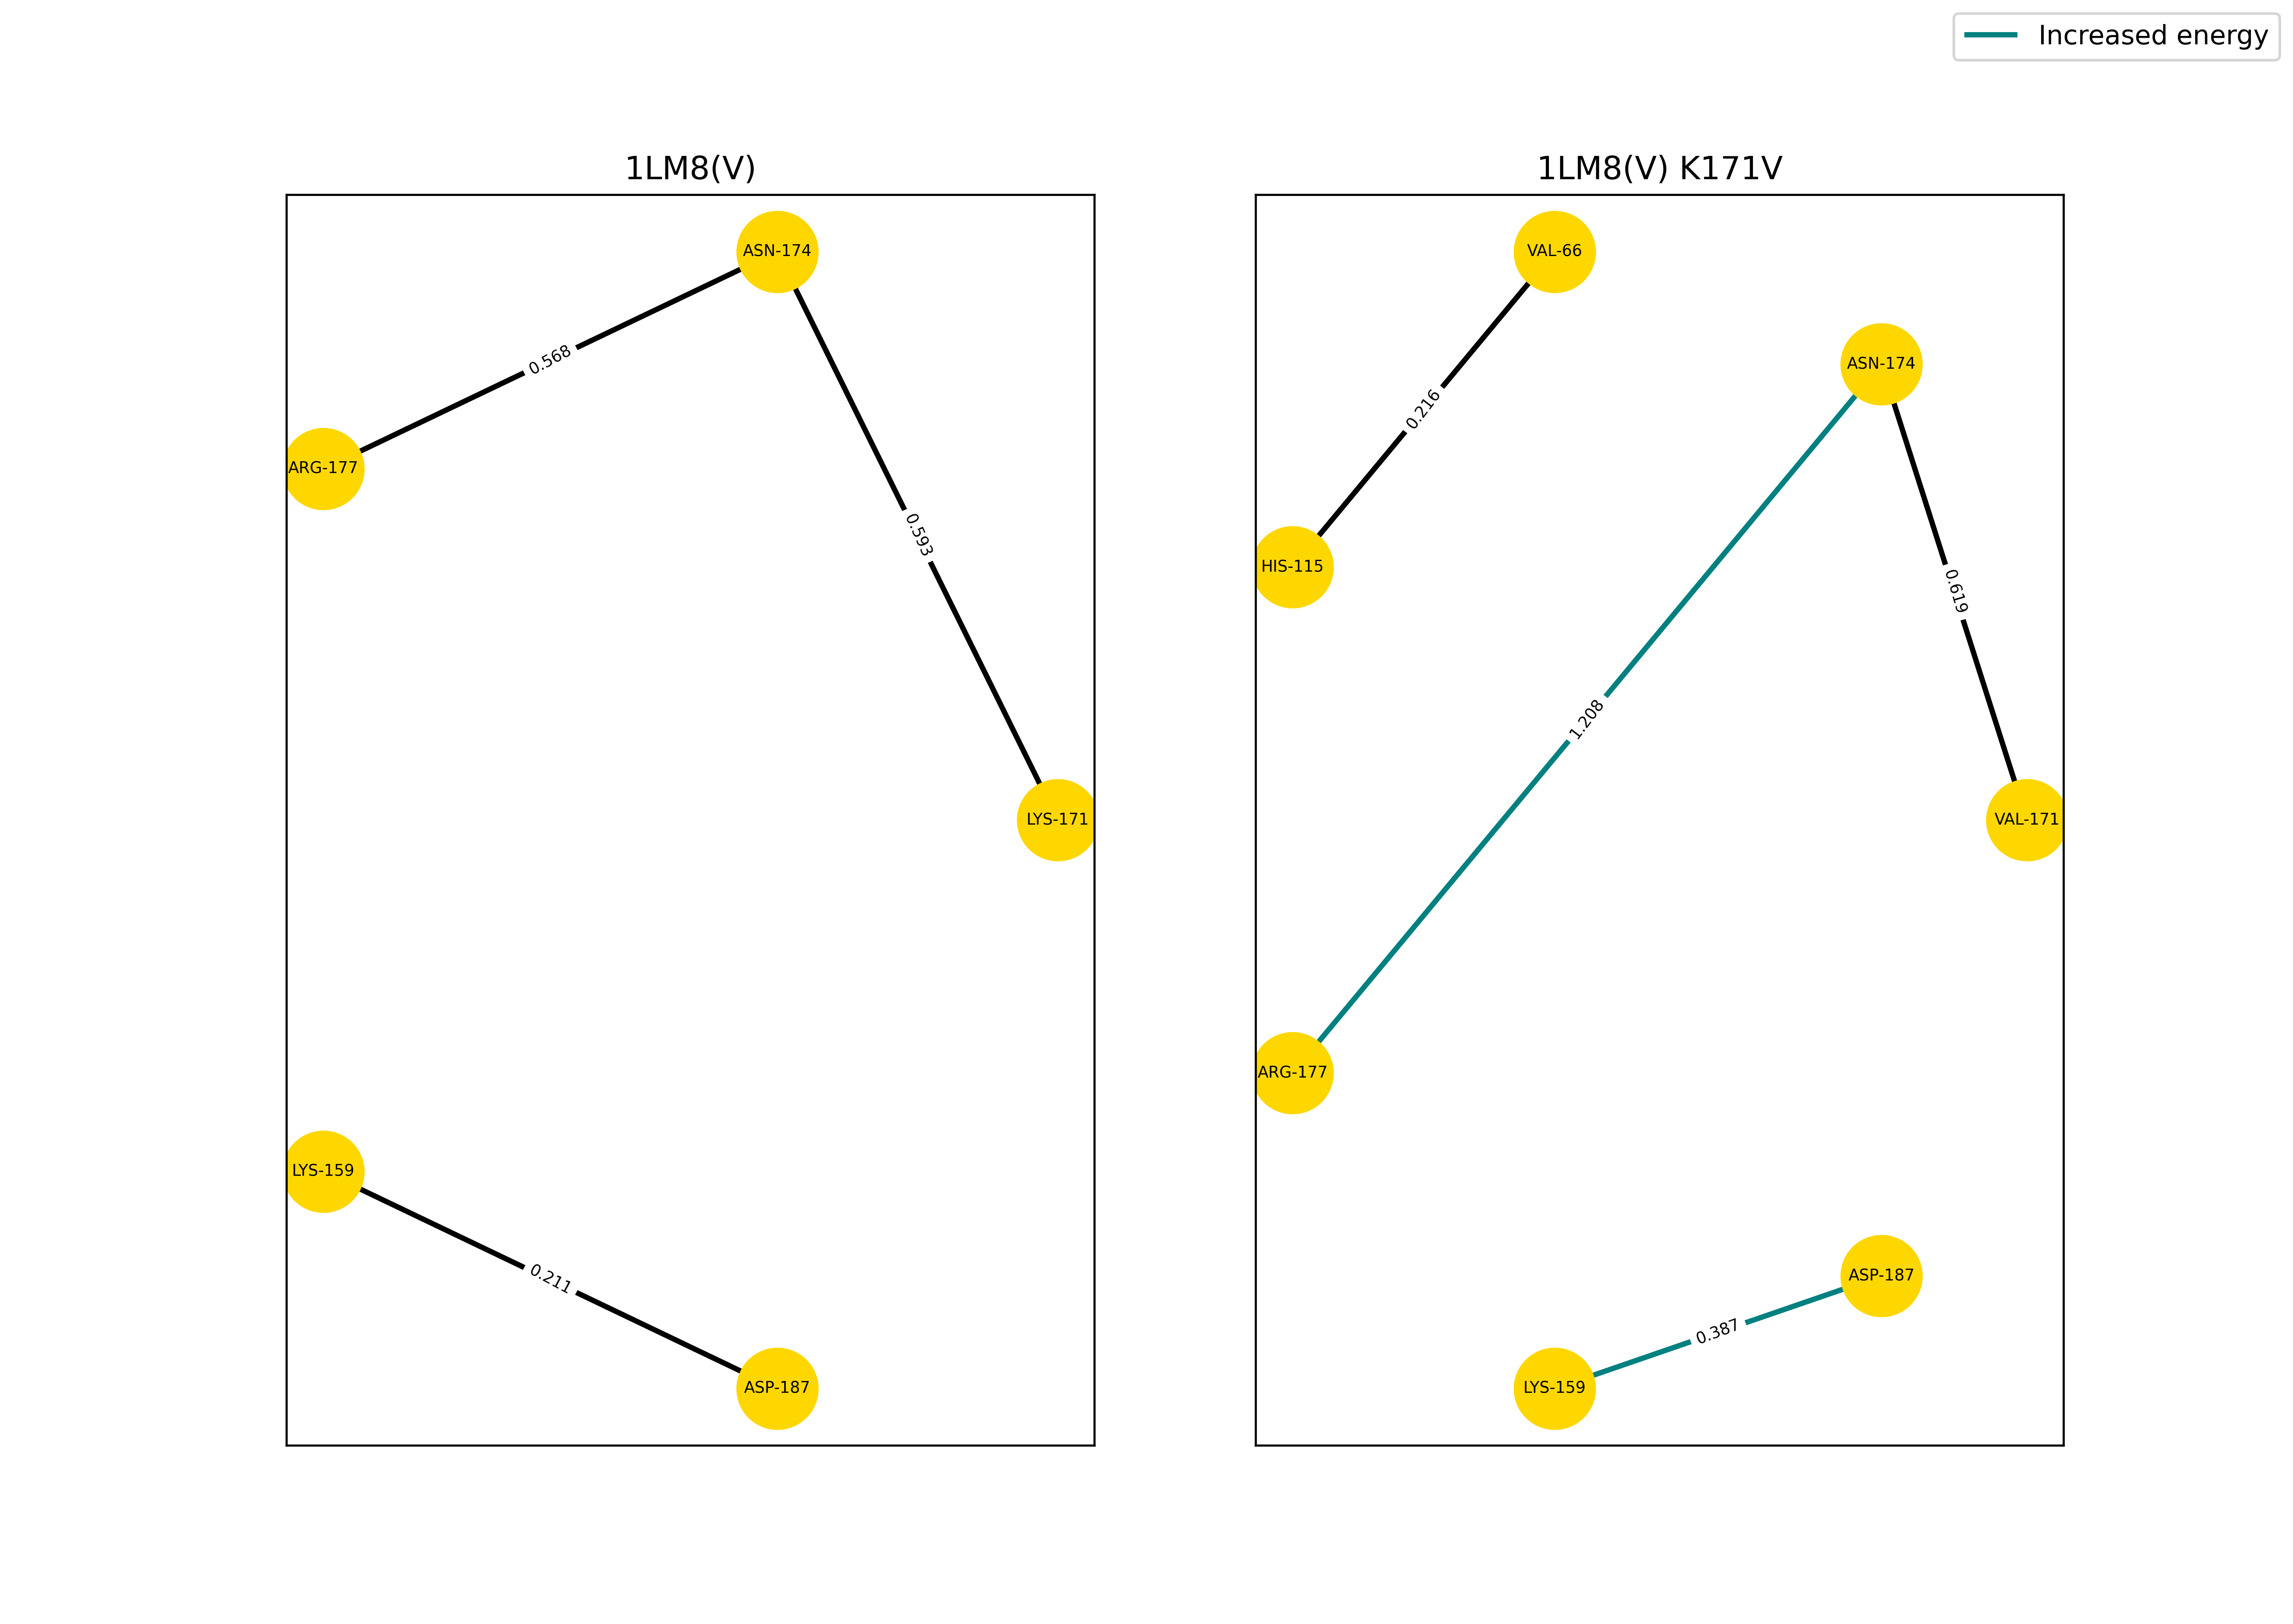 Increased energy
1LM8(V)
ASN-174
0.568
ARG-177
0.593
LYS-171
LYS-159
0.211
ASP-187
1LM8(V) K171V
VAL-66
ASN-174
0.216
HIS-115
0.619
1.208
VAL-171
ARG-177
ASP-187
0.387
LYS-159